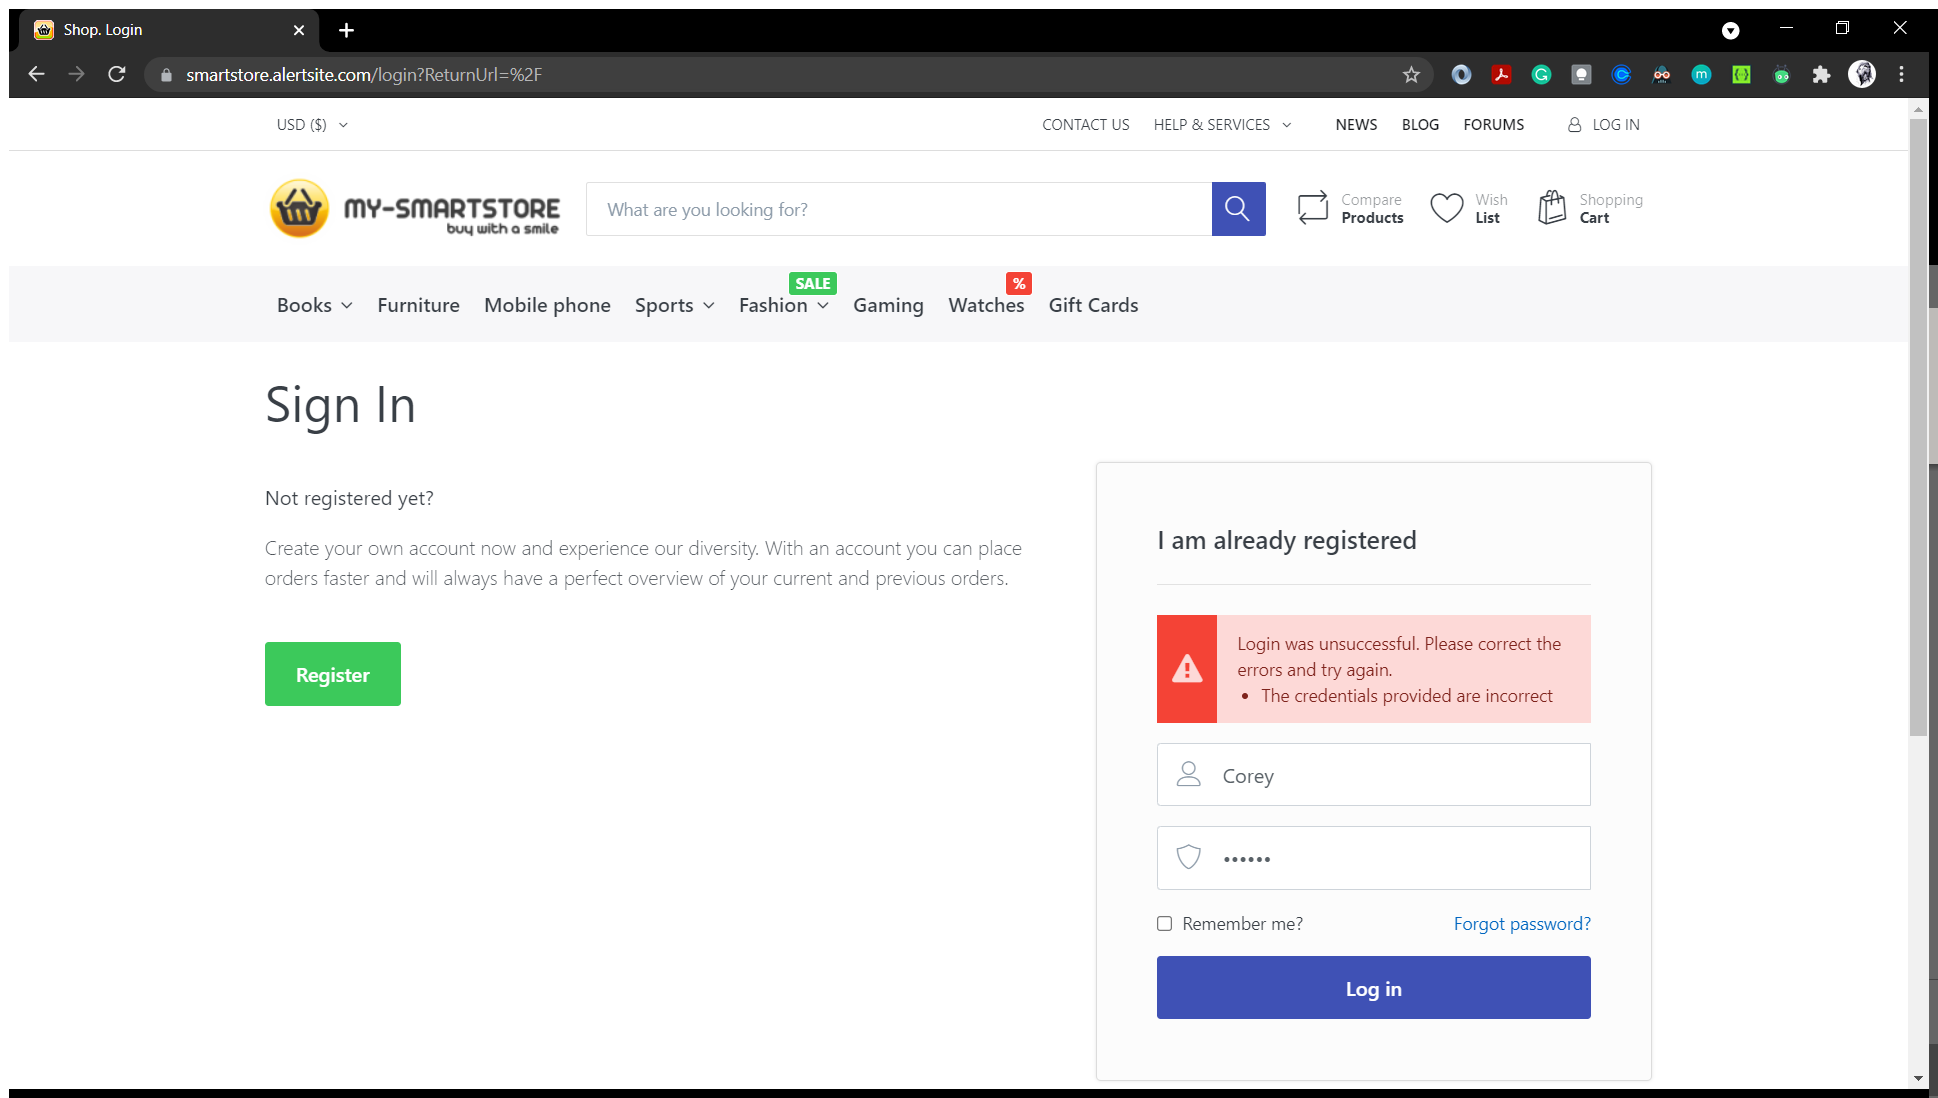 Shop. Login
smartstore.alertsite.com/login?ReturnUrl=%2F
USD ($) CONTACT US HELP & SERVICES NEWS BLOG FORUMS LOG IN
MY-SMARTSTORE
buy with a smile
What are you looking for?
Compare
Products
Wish
List
Shopping
Cart
SALE %
Books Furniture Mobile phone Sports Fashion Gaming Watches Gift Cards
Sign In
Not registered yet?
Create your own account now and experience our diversity. With an account you can place
orders faster and will always have a perfect overview of your current and previous orders.
Register
I am already registered
Login was unsuccessful. Please correct the
errors and try again.
• The credentials provided are incorrect
Corey
••••••
Remember me? Forgot password?
Log in